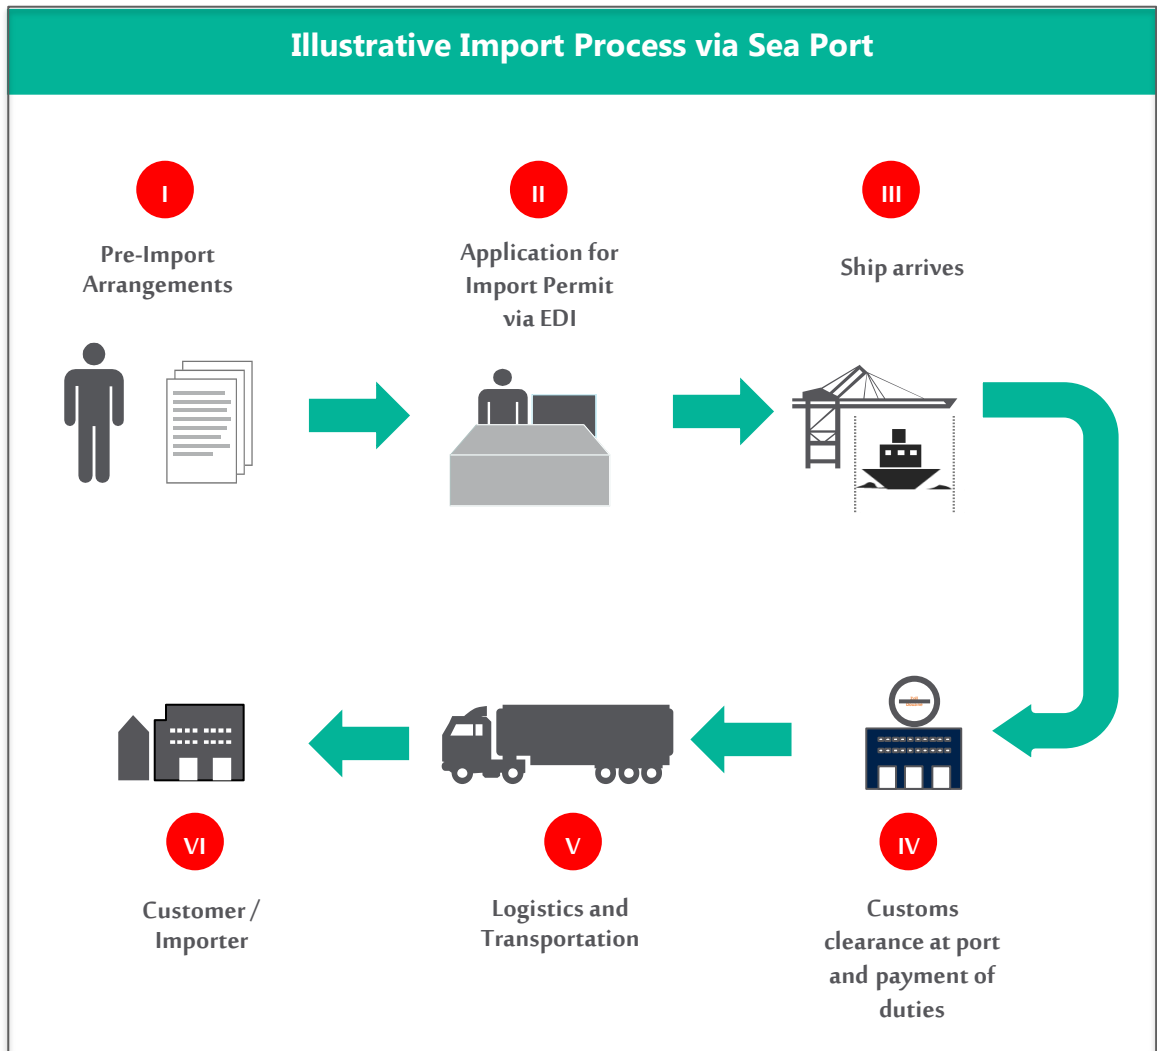 Illustrative Import Process via Sea Port
I
II
III
Pre-Import
Arrangements
Application for
Import Permit
via EDI
Ship arrives
VI
V
IV
Customer /
Importer
Logistics and
Transportation
Customs
clearance at port
and payment of
duties